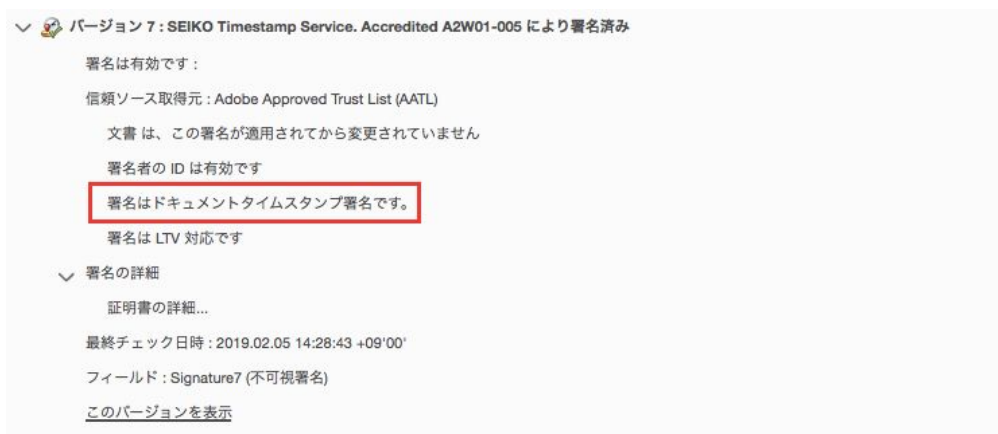 バージョン 7 : SEIKO Timestamp Service. Accredited A2W01-005 により署名済み
署名は有効です :
信頼ソース取得元 : Adobe Approved Trust List (AATL)
文書 は、この署名が適用されてから変更されていません
署名者の ID は有効です
署名はドキュメントタイムスタンプ署名です。
署名は LTV 対応です
署名の詳細
証明書の詳細...
最終チェック日時 : 2019.02.05 14:28:43 +09'00'
フィールド : Signature7 (不可視署名)
このバージョンを表示